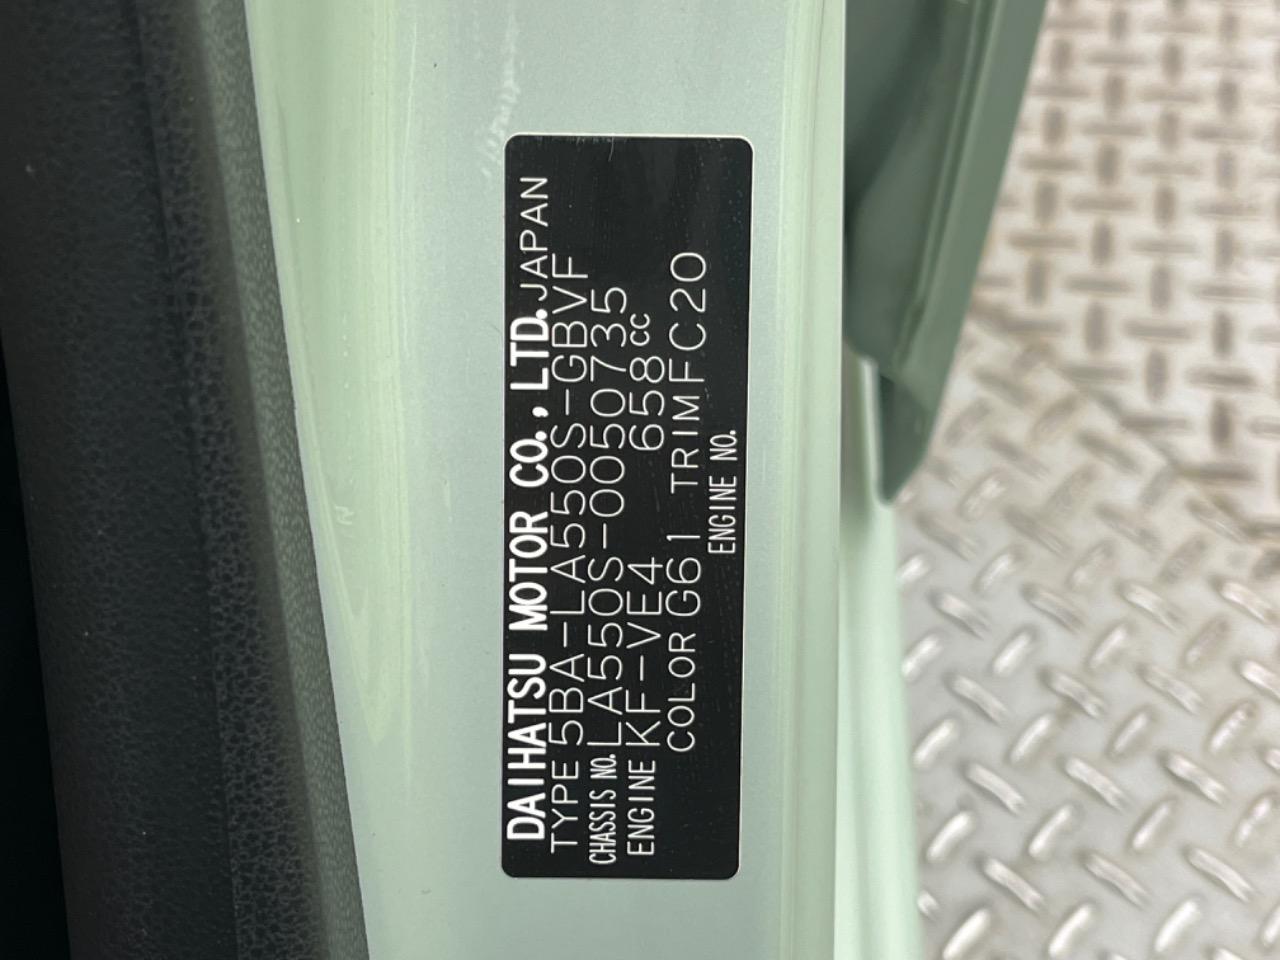 DAIHATSU MOTOR CO.,LTD.JAPAN
TYPE 5BA-LA550S-GBVF
CHASSIS NO. LA550S-0050735
ENGINE KF-VE4 658cc
COLOR G61 TRIM FC20
ENGINE NO.